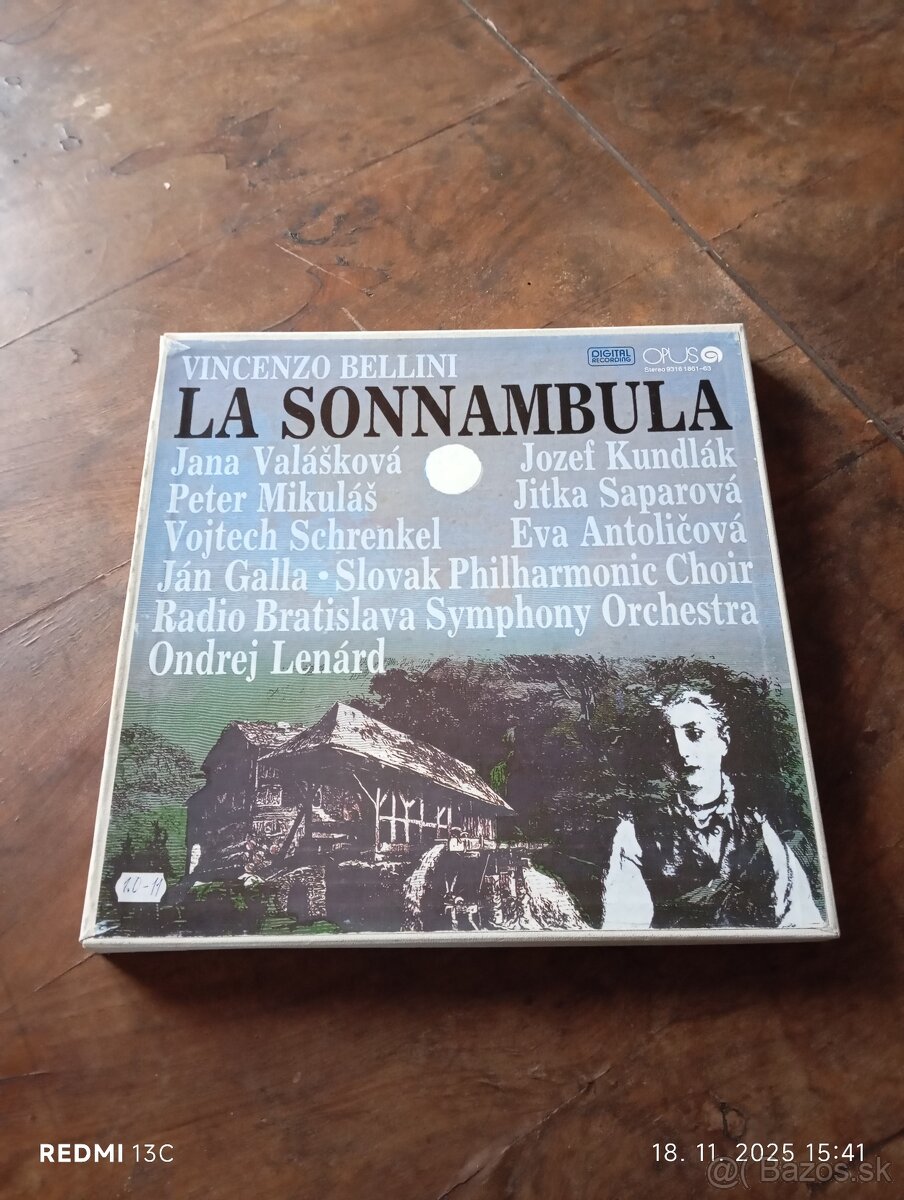 VINCENZO BELLINI
DIGITAL RECORDING
OPUS
Stereo 9316 1861-63
LA SONNAMBULA
Jana Valášková Jozef Kundlák
Peter Mikuláš Jitka Saparová
Vojtech Schrenkel Eva Antoličová
Ján Galla · Slovak Philharmonic Choir
Radio Bratislava Symphony Orchestra
Ondrej Lenárd
REDMI 13C
18. 11. 2025 15:41
Bazos.sk